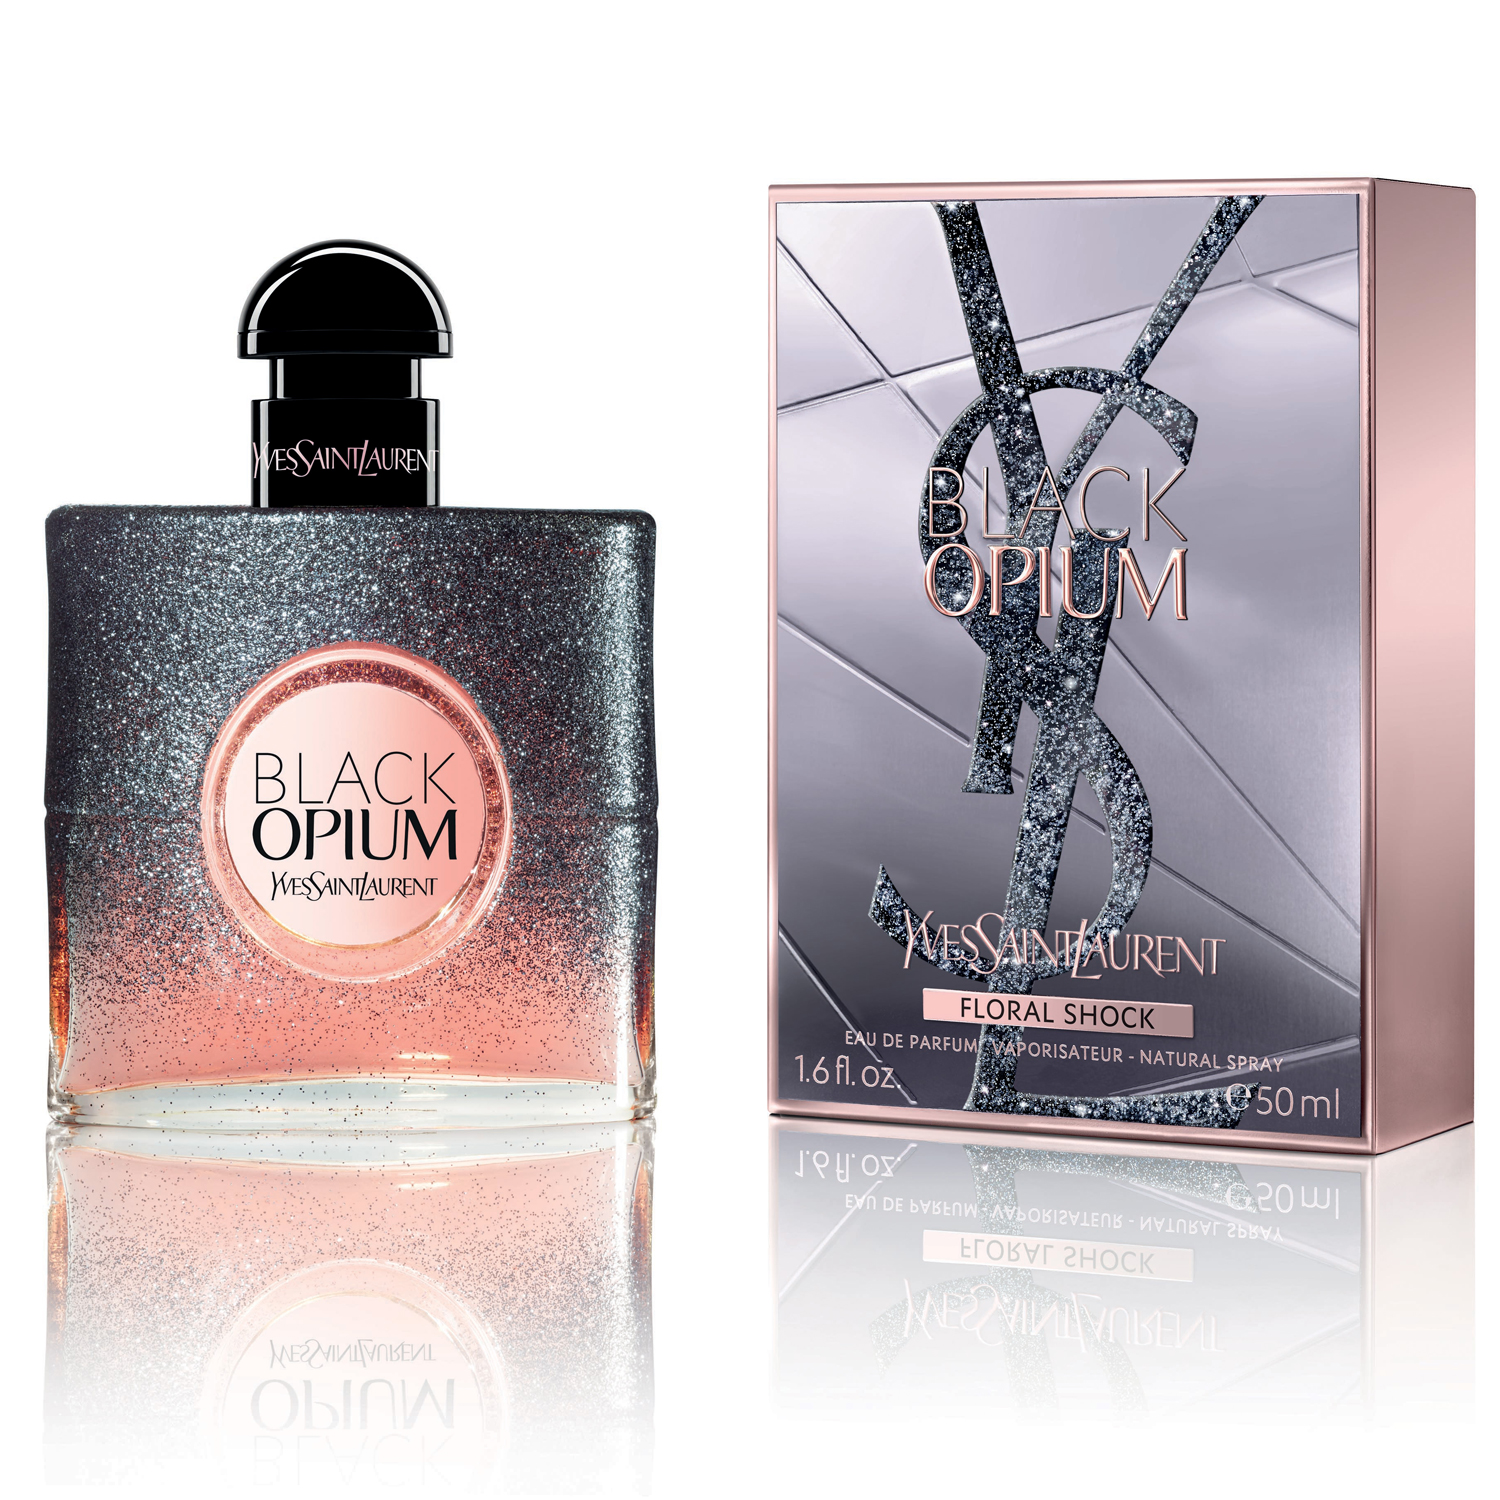 YVESSAINTLAURENT
BLACK
OPIUM
YVESSAINTLAURENT
YSL
BLACK
OPIUM
YVESSAINTLAURENT
FLORAL SHOCK
EAU DE PARFUM VAPORISATEUR - NATURAL SPRAY
1.6 fl. oz.
℮ 50 ml